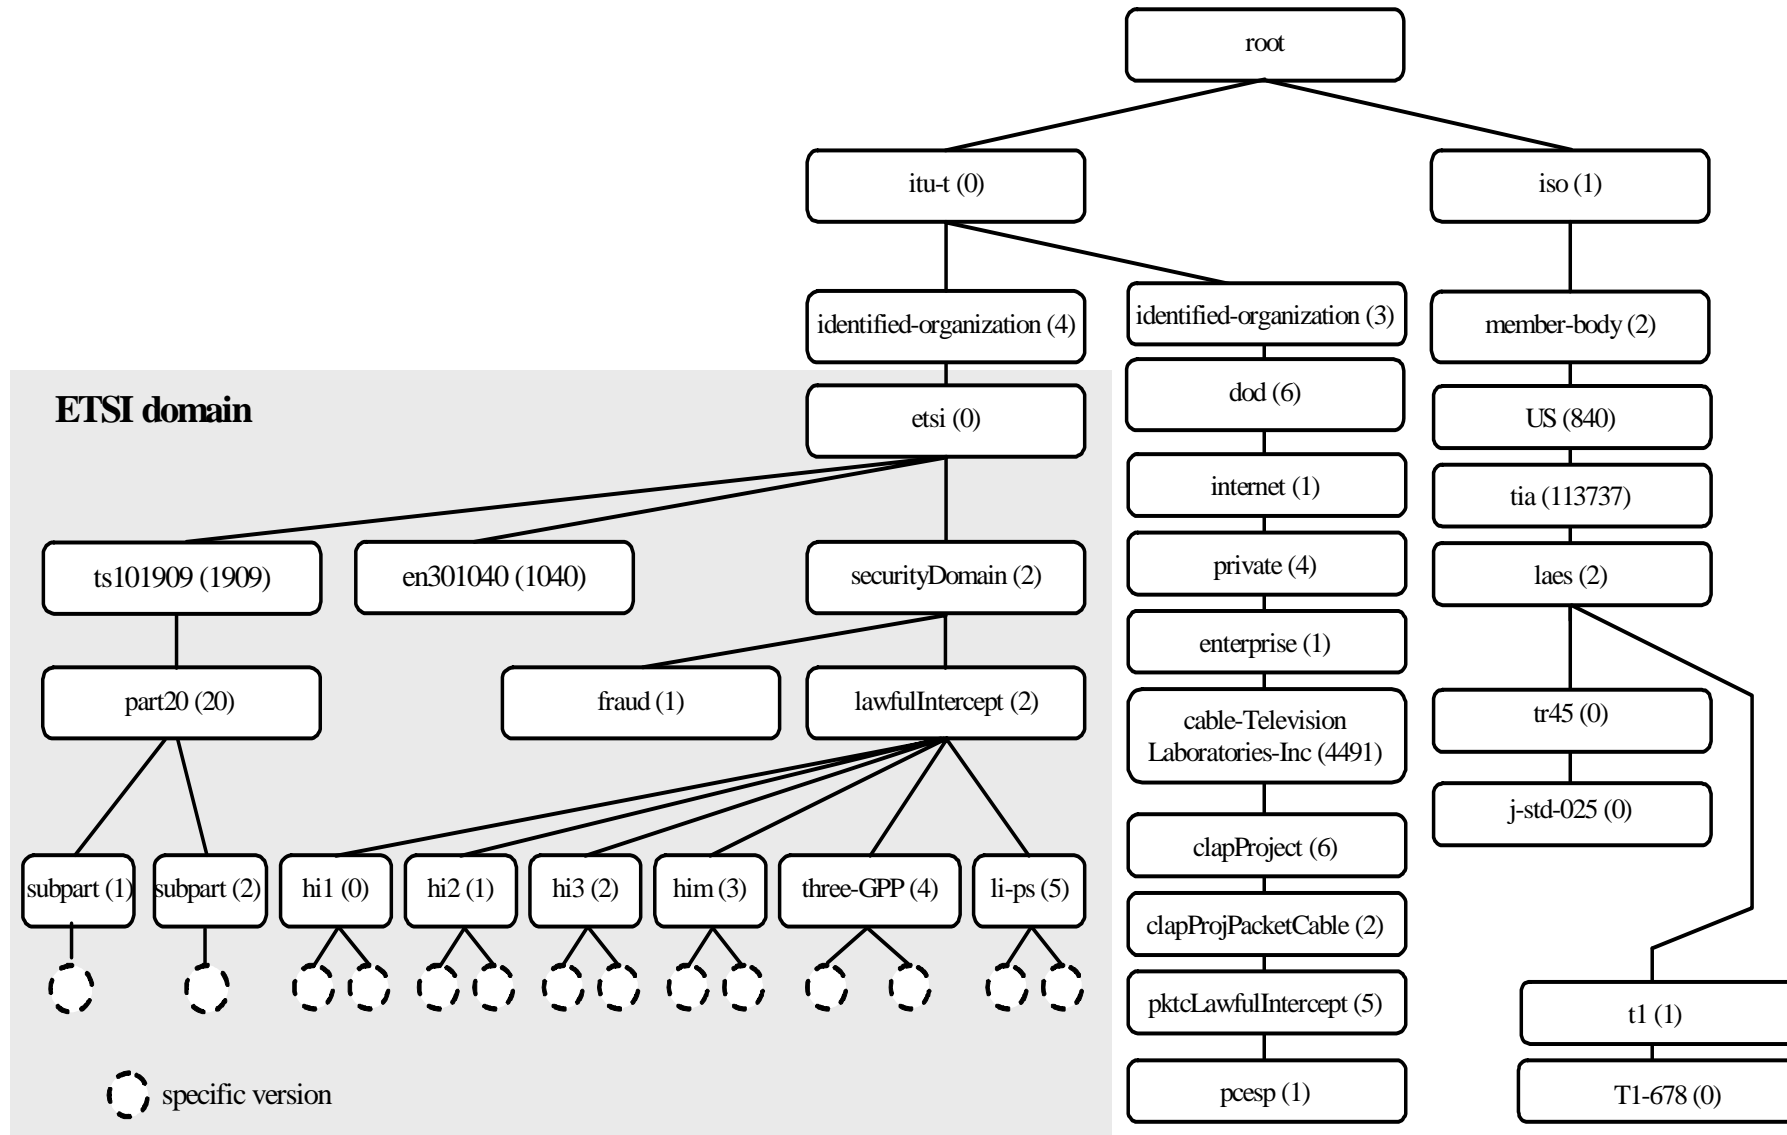 root
itu-t (0)
iso (1)
identified-organization (4)
identified-organization (3)
member-body (2)
ETSI domain
etsi (0)
dod (6)
US (840)
internet (1)
tia (113737)
ts101909 (1909)
en301040 (1040)
securityDomain (2)
private (4)
laes (2)
enterprise (1)
part20 (20)
fraud (1)
lawfulIntercept (2)
cable-Television
Laboratories-Inc (4491)
tr45 (0)
j-std-025 (0)
clapProject (6)
subpart (1)
subpart (2)
hi1 (0)
hi2 (1)
hi3 (2)
him (3)
three-GPP (4)
li-ps (5)
clapProjPacketCable (2)
pktcLawfulIntercept (5)
t1 (1)
specific version
pcesp (1)
T1-678 (0)